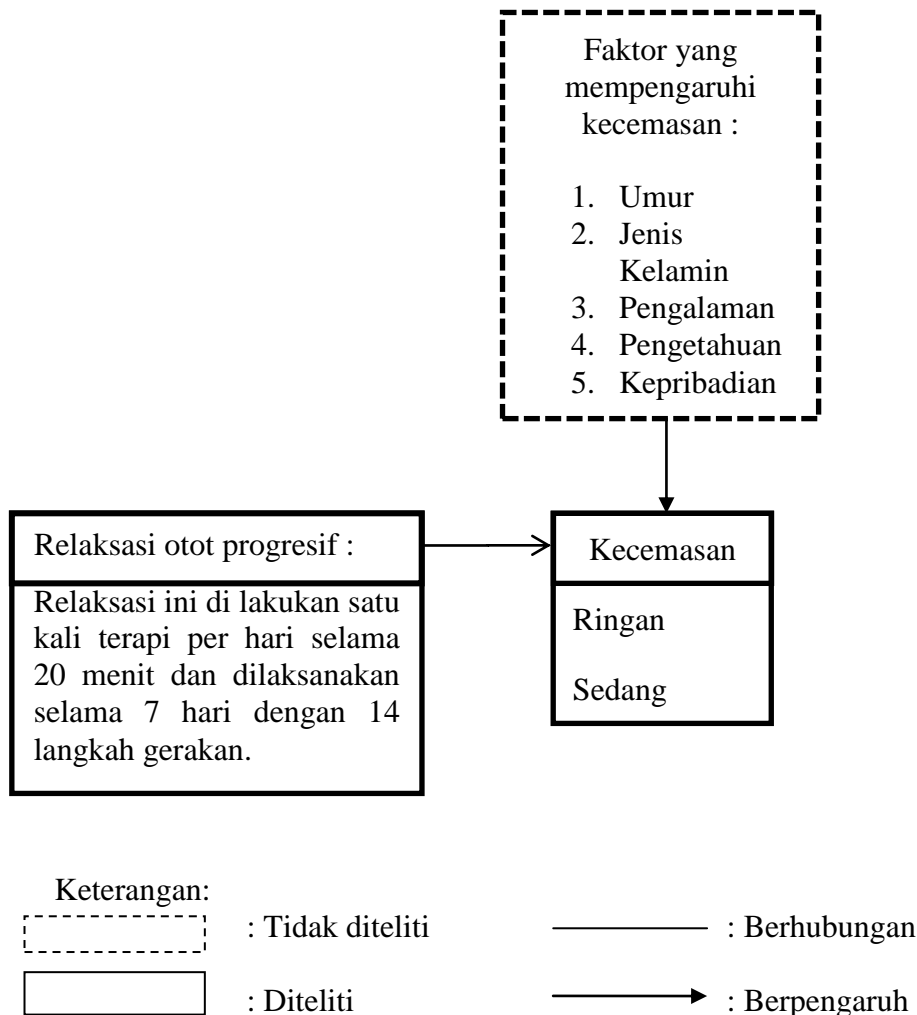 Faktor yang
mempengaruhi
kecemasan :
1. Umur
2. Jenis
Kelamin
3. Pengalaman
4. Pengetahuan
5. Kepribadian
Relaksasi otot progresif :
Relaksasi ini di lakukan satu
kali terapi per hari selama
20 menit dan dilaksanakan
selama 7 hari dengan 14
langkah gerakan.
Kecemasan
Ringan
Sedang
Keterangan:
: Tidak diteliti
: Berhubungan
: Diteliti
: Berpengaruh